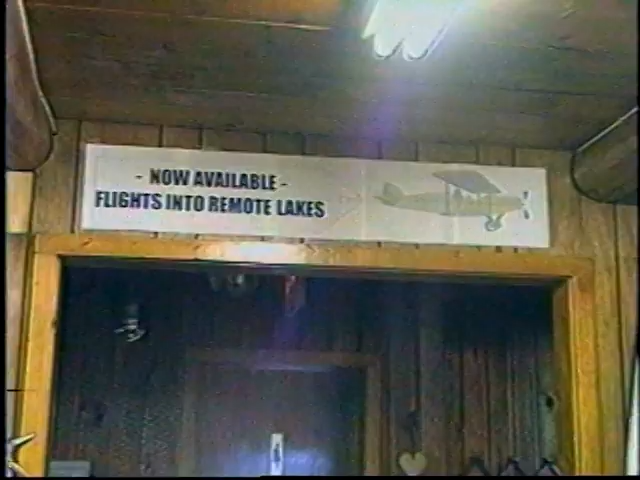 - NOW AVAILABLE -
FLIGHTS INTO REMOTE LAKES